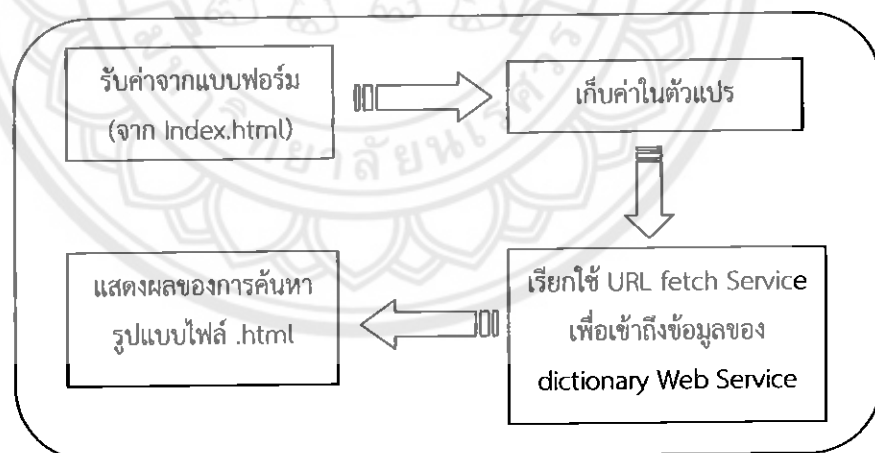 รับค่าจากแบบฟอร์ม
(จาก Index.html)
เก็บค่าในตัวแปร
เรียกใช้ URL fetch Service
เพื่อเข้าถึงข้อมูลของ
dictionary Web Service
แสดงผลของการค้นหา
รูปแบบไฟล์ .html